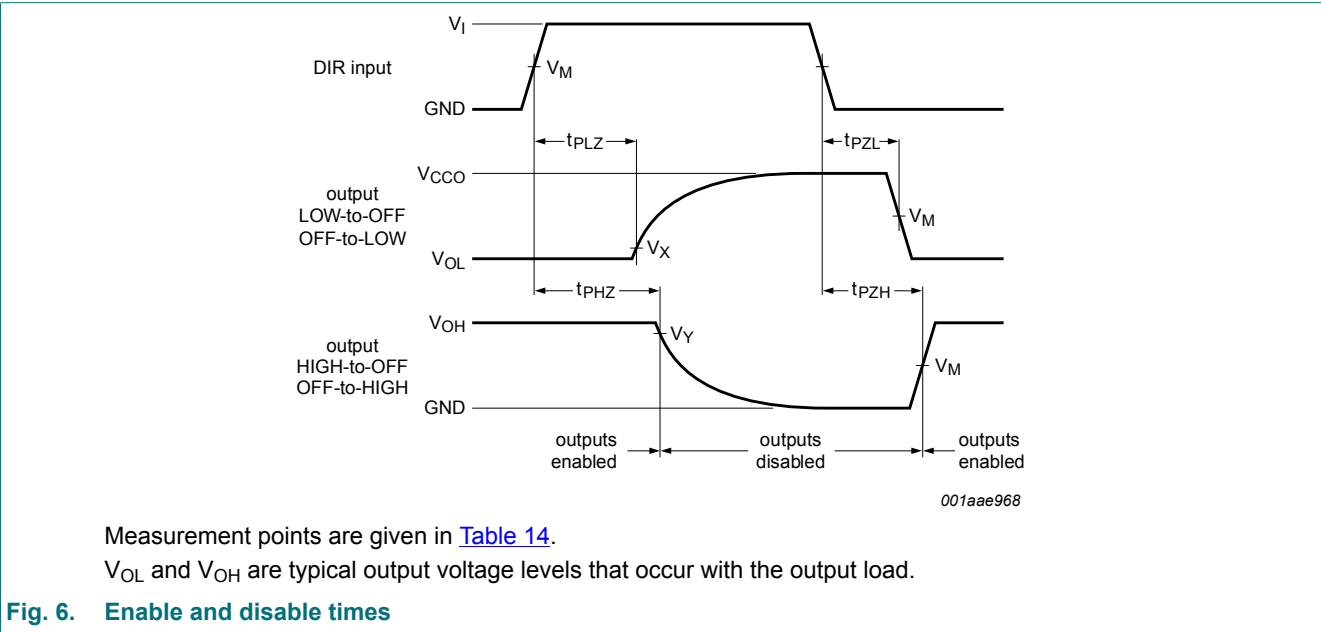 V_I
DIR input
V_M
GND
t_PLZ
t_PZL
V_CCO
output
LOW-to-OFF
OFF-to-LOW
V_M
V_X
V_OL
t_PHZ
t_PZH
V_OH
V_Y
output
HIGH-to-OFF
OFF-to-HIGH
V_M
GND
outputs
enabled
outputs
disabled
outputs
enabled
001aae968
Measurement points are given in Table 14.
V_OL and V_OH are typical output voltage levels that occur with the output load.
Fig. 6. Enable and disable times